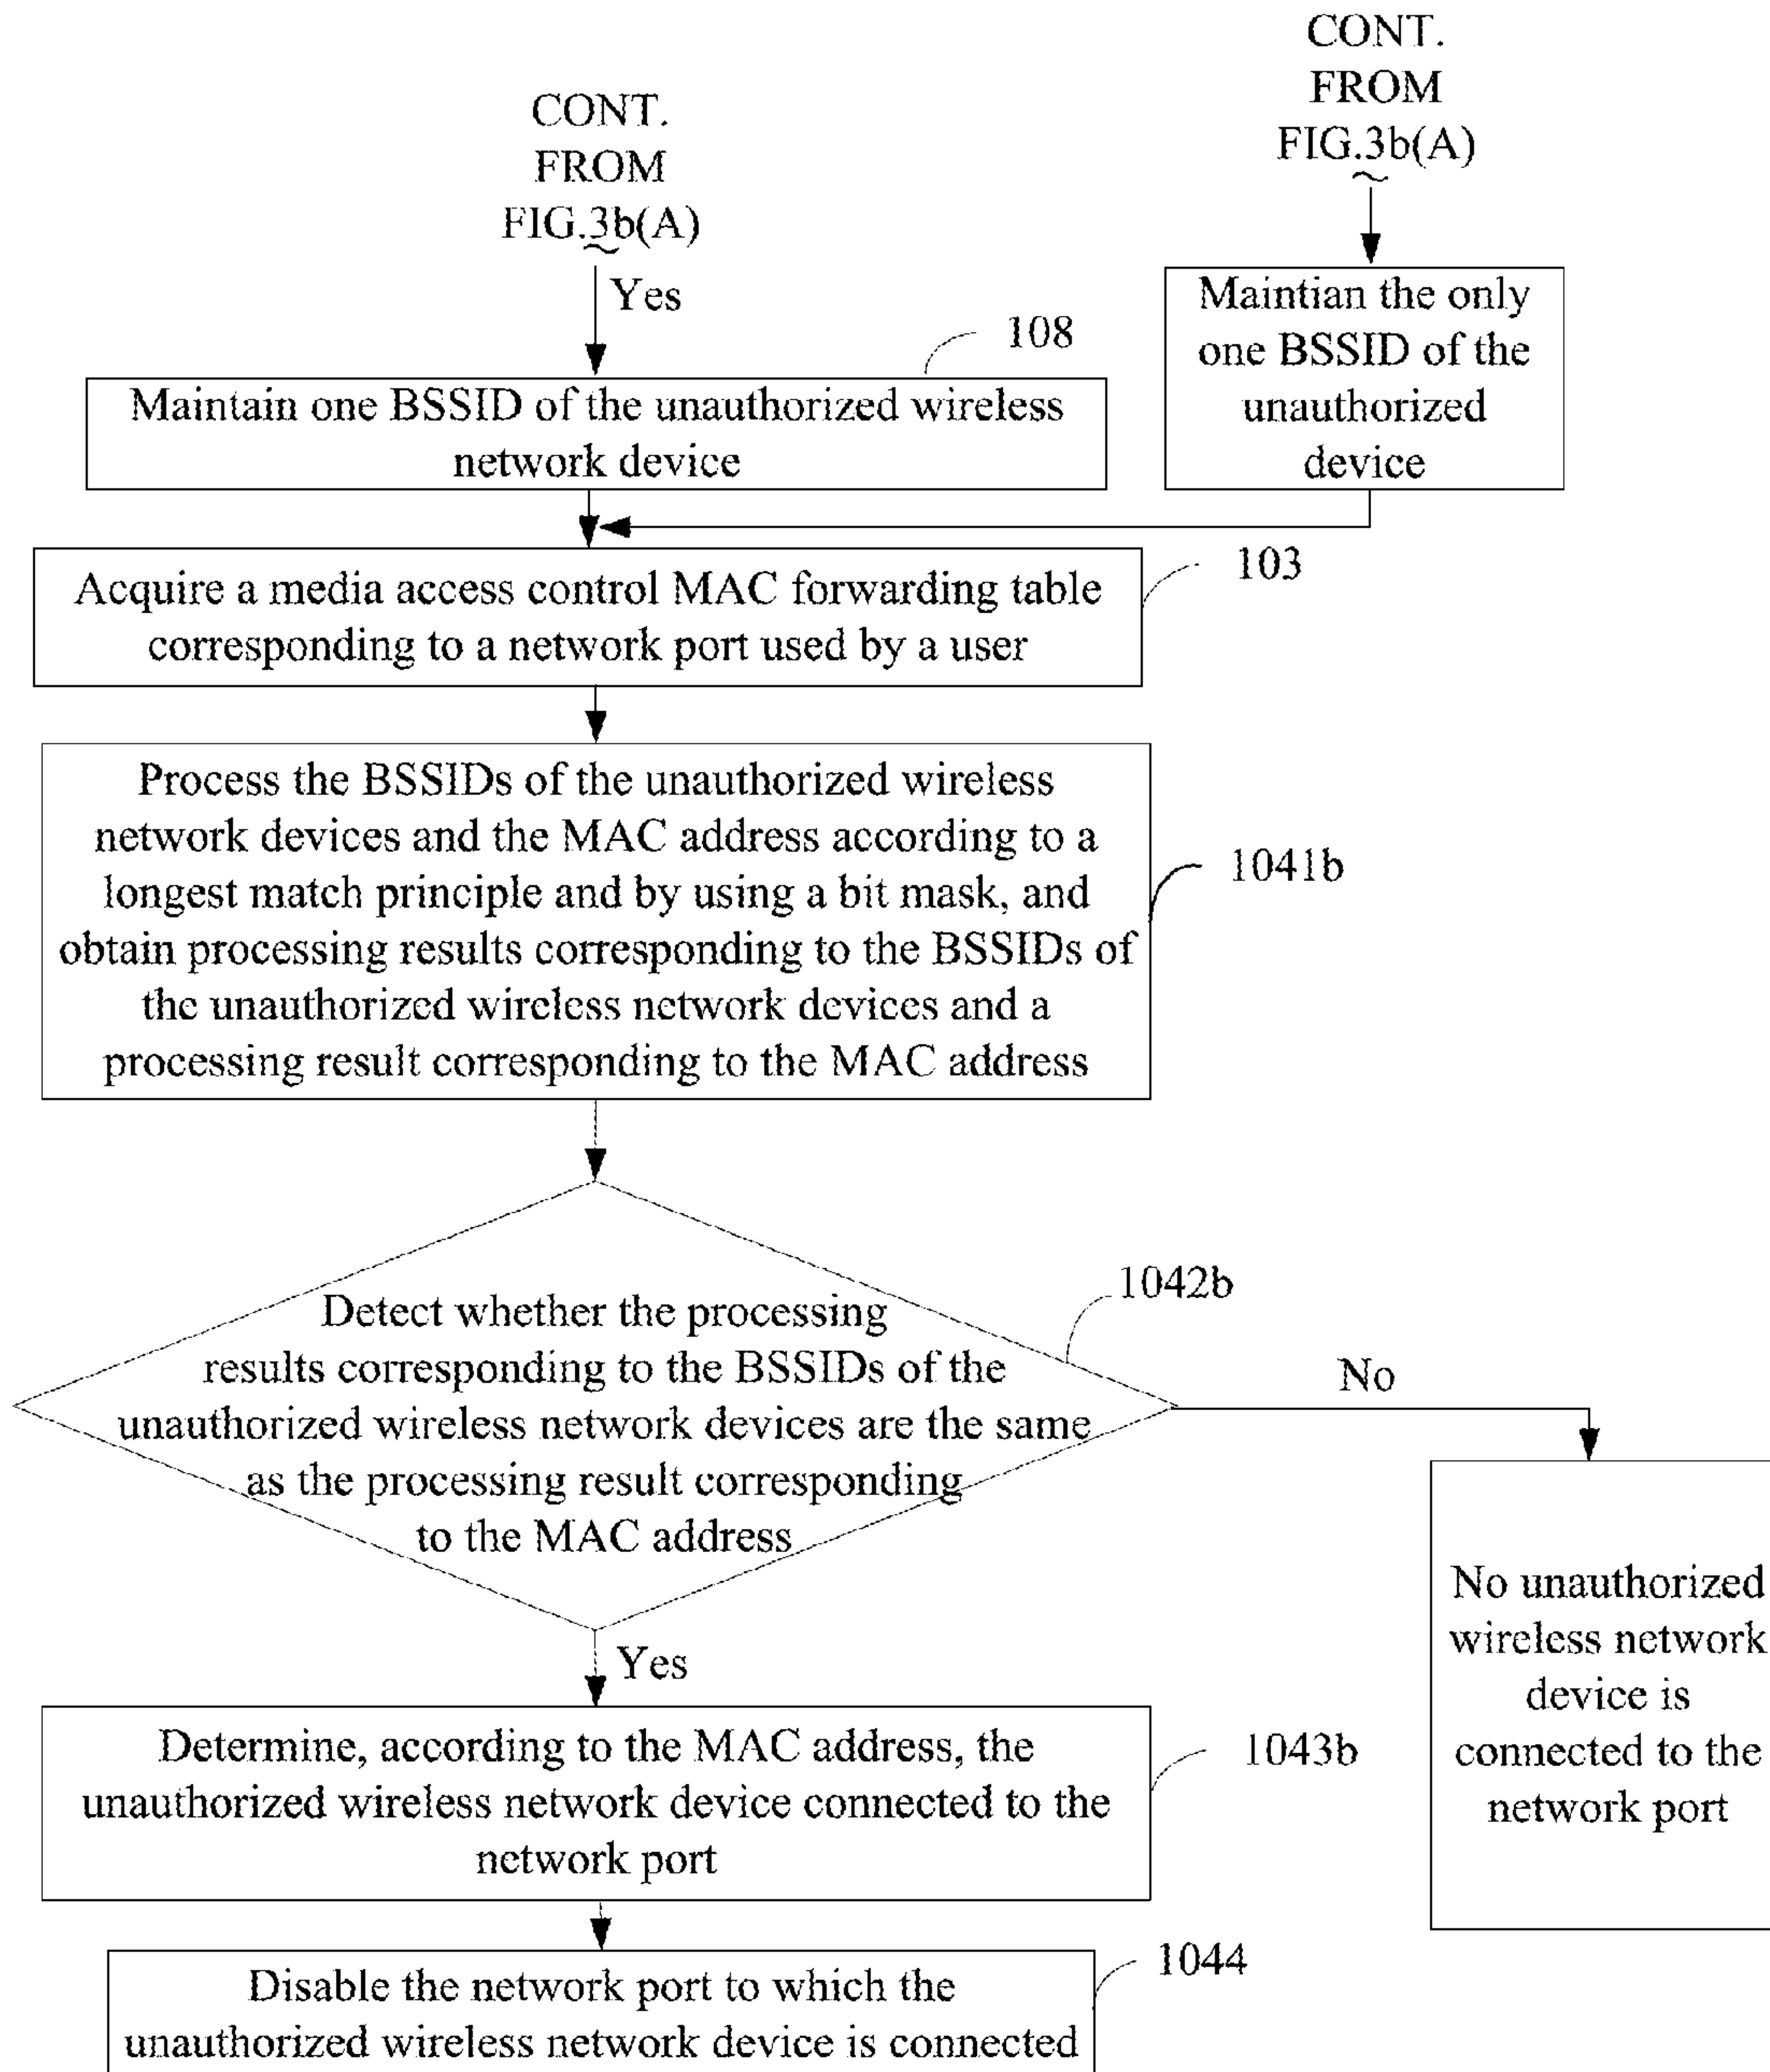 CONT.
FROM
FIG.3b(A)
CONT.
FROM
FIG.3b(A)
Yes
Maintian the only
one BSSID of the
unauthorized
device
108
Maintain one BSSID of the unauthorized wireless
network device
103
Acquire a media access control MAC forwarding table
corresponding to a network port used by a user
Process the BSSIDs of the unauthorized wireless
network devices and the MAC address according to a
longest match principle and by using a bit mask, and
obtain processing results corresponding to the BSSIDs of
the unauthorized wireless network devices and a
processing result corresponding to the MAC address
1041b
1042b
Detect whether the processing
results corresponding to the BSSIDs of the
unauthorized wireless network devices are the same
as the processing result corresponding
to the MAC address
No
No unauthorized
wireless network
device is
connected to the
network port
Yes
Determine, according to the MAC address, the
unauthorized wireless network device connected to the
network port
1043b
1044
Disable the network port to which the
unauthorized wireless network device is connected